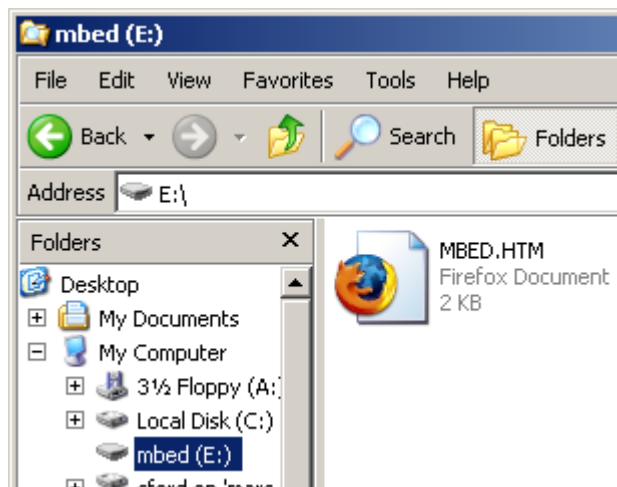 mbed (E:)
File Edit View Favorites Tools Help
Back Search Folders
Address E:\
Folders
MBED.HTM
Firefox Document
2 KB
Desktop
My Documents
My Computer
3½ Floppy (A:
Local Disk (C:)
mbed (E:)